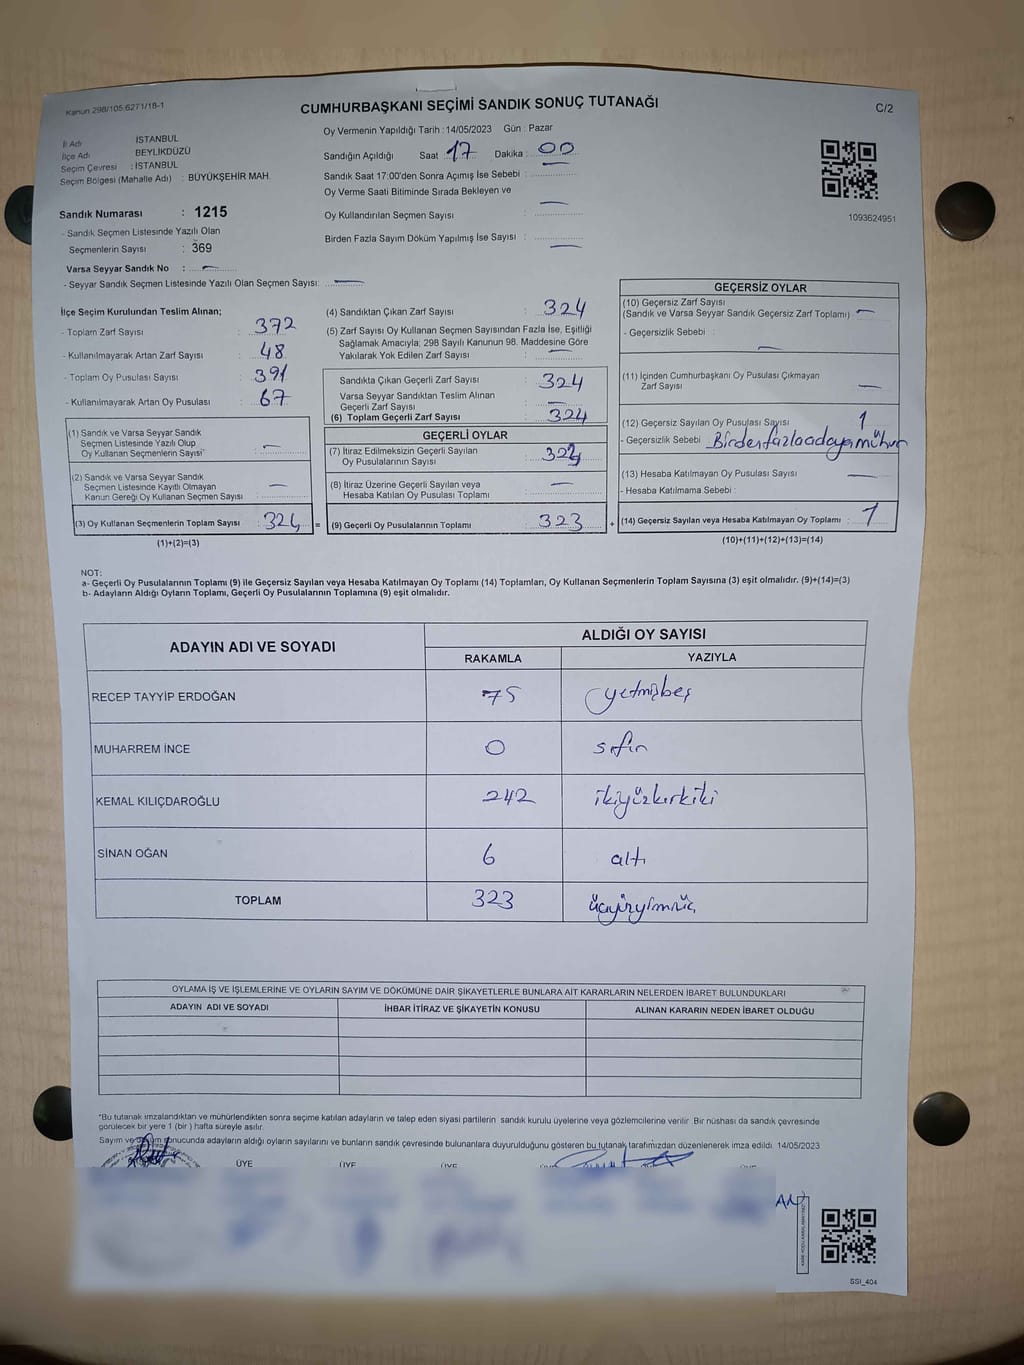 Kanun 298/105 6271/18-1
CUMHURBAŞKANI SEÇİMİ SANDIK SONUÇ TUTANAĞI
C/2
İl Adı : İSTANBUL
İlçe Adı : BEYLİKDÜZÜ
Seçim Çevresi : İSTANBUL
Seçim Bölgesi (Mahalle Adı) : BÜYÜKŞEHİR MAH.
Sandık Numarası : 1215
- Sandık Seçmen Listesinde Yazılı Olan
Seçmenlerin Sayısı : 369
Varsa Seyyar Sandık No : —
- Seyyar Sandık Seçmen Listesinde Yazılı Olan Seçmen Sayısı: —
Oy Vermenin Yapıldığı Tarih : 14/05/2023 Gün : Pazar
Sandığın Açıldığı Saat : 17 Dakika : 00
Sandık Saat 17:00'den Sonra Açımış İse Sebebi : —
Oy Verme Saati Bitiminde Sırada Bekleyen ve
Oy Kullandırılan Seçmen Sayısı : —
Birden Fazla Sayım Döküm Yapılmış İse Sayısı : —
1093624951
İlçe Seçim Kurulundan Teslim Alınan;
- Toplam Zarf Sayısı : 372
- Kullanılmayarak Artan Zarf Sayısı : 48
- Toplam Oy Pusulası Sayısı : 391
- Kullanılmayarak Artan Oy Pusulası : 67
(1) Sandık ve Varsa Seyyar Sandık
Seçmen Listesinde Yazılı Olup
Oy Kullanan Seçmenlerin Sayısı : —
(2) Sandık ve Varsa Seyyar Sandık
Seçmen Listesinde Kayıtlı Olmayan
Kanun Gereği Oy Kullanan Seçmen Sayısı : —
(3) Oy Kullanan Seçmenlerin Toplam Sayısı : 324
(1)+(2)=(3)
(4) Sandıktan Çıkan Zarf Sayısı : 324
(5) Zarf Sayısı Oy Kullanan Seçmen Sayısından Fazla İse, Eşitliği
Sağlamak Amacıyla; 298 Sayılı Kanunun 98. Maddesine Göre
Yakılarak Yok Edilen Zarf Sayısı : —
Sandıkta Çıkan Geçerli Zarf Sayısı : 324
Varsa Seyyar Sandıktan Teslim Alınan
Geçerli Zarf Sayısı : —
(6) Toplam Geçerli Zarf Sayısı : 324
GEÇERLİ OYLAR
(7) İtiraz Edilmeksizin Geçerli Sayılan
Oy Pusulalarının Sayısı : 323
(8) İtiraz Üzerine Geçerli Sayılan veya
Hesaba Katılan Oy Pusulası Toplamı : —
= (9) Geçerli Oy Pusulalarının Toplamı : 323 +
GEÇERSİZ OYLAR
(10) Geçersiz Zarf Sayısı
(Sandık ve Varsa Seyyar Sandık Geçersiz Zarf Toplamı) : —
- Geçersizlik Sebebi : —
(11) İçinden Cumhurbaşkanı Oy Pusulası Çıkmayan
Zarf Sayısı : —
(12) Geçersiz Sayılan Oy Pusulası Sayısı : 1
- Geçersizlik Sebebi : Birden fazla adaya mühür
(13) Hesaba Katılmayan Oy Pusulası Sayısı : —
- Hesaba Katılmama Sebebi :
(14) Geçersiz Sayılan veya Hesaba Katılmayan Oy Toplamı : 1
(10)+(11)+(12)+(13)=(14)
NOT:
a- Geçerli Oy Pusulalarının Toplamı (9) ile Geçersiz Sayılan veya Hesaba Katılmayan Oy Toplamı (14) Toplamları, Oy Kullanan Seçmenlerin Toplam Sayısına (3) eşit olmalıdır. (9)+(14)=(3)
b- Adayların Aldığı Oyların Toplamı, Geçerli Oy Pusulalarının Toplamına (9) eşit olmalıdır.
ADAYIN ADI VE SOYADI
ALDIĞI OY SAYISI
RAKAMLA YAZIYLA
RECEP TAYYİP ERDOĞAN 75 yetmişbeş
MUHARREM İNCE 0 sıfır
KEMAL KILIÇDAROĞLU 242 ikiyüzkırkiki
SİNAN OĞAN 6 altı
TOPLAM 323 üçyüzyirmiüç
OYLAMA İŞ VE İŞLEMLERİNE VE OYLARIN SAYIM VE DÖKÜMÜNE DAİR ŞİKAYETLERLE BUNLARA AİT KARARLARIN NELERDEN İBARET BULUNDUKLARI
ADAYIN ADI VE SOYADI İHBAR İTİRAZ VE ŞİKAYETİN KONUSU ALINAN KARARIN NEDEN İBARET OLDUĞU
*Bu tutanak imzalandıktan ve mühürlendikten sonra seçime katılan adayların ve talep eden siyasi partilerin sandık kurulu üyelerine veya gözlemcilerine verilir. Bir nüshası da sandık çevresinde
görülecek bir yere 1 (bir) hafta süreyle asılır.
Sayım ve döküm sonucunda adayların aldığı oyların sayılarını ve bunların sandık çevresinde bulunanlara duyurulduğunu gösteren bu tutanak tarafımızdan düzenlenerek imza edildi. 14/05/2023
ÜYE ÜYE ÜYE
SSI_404